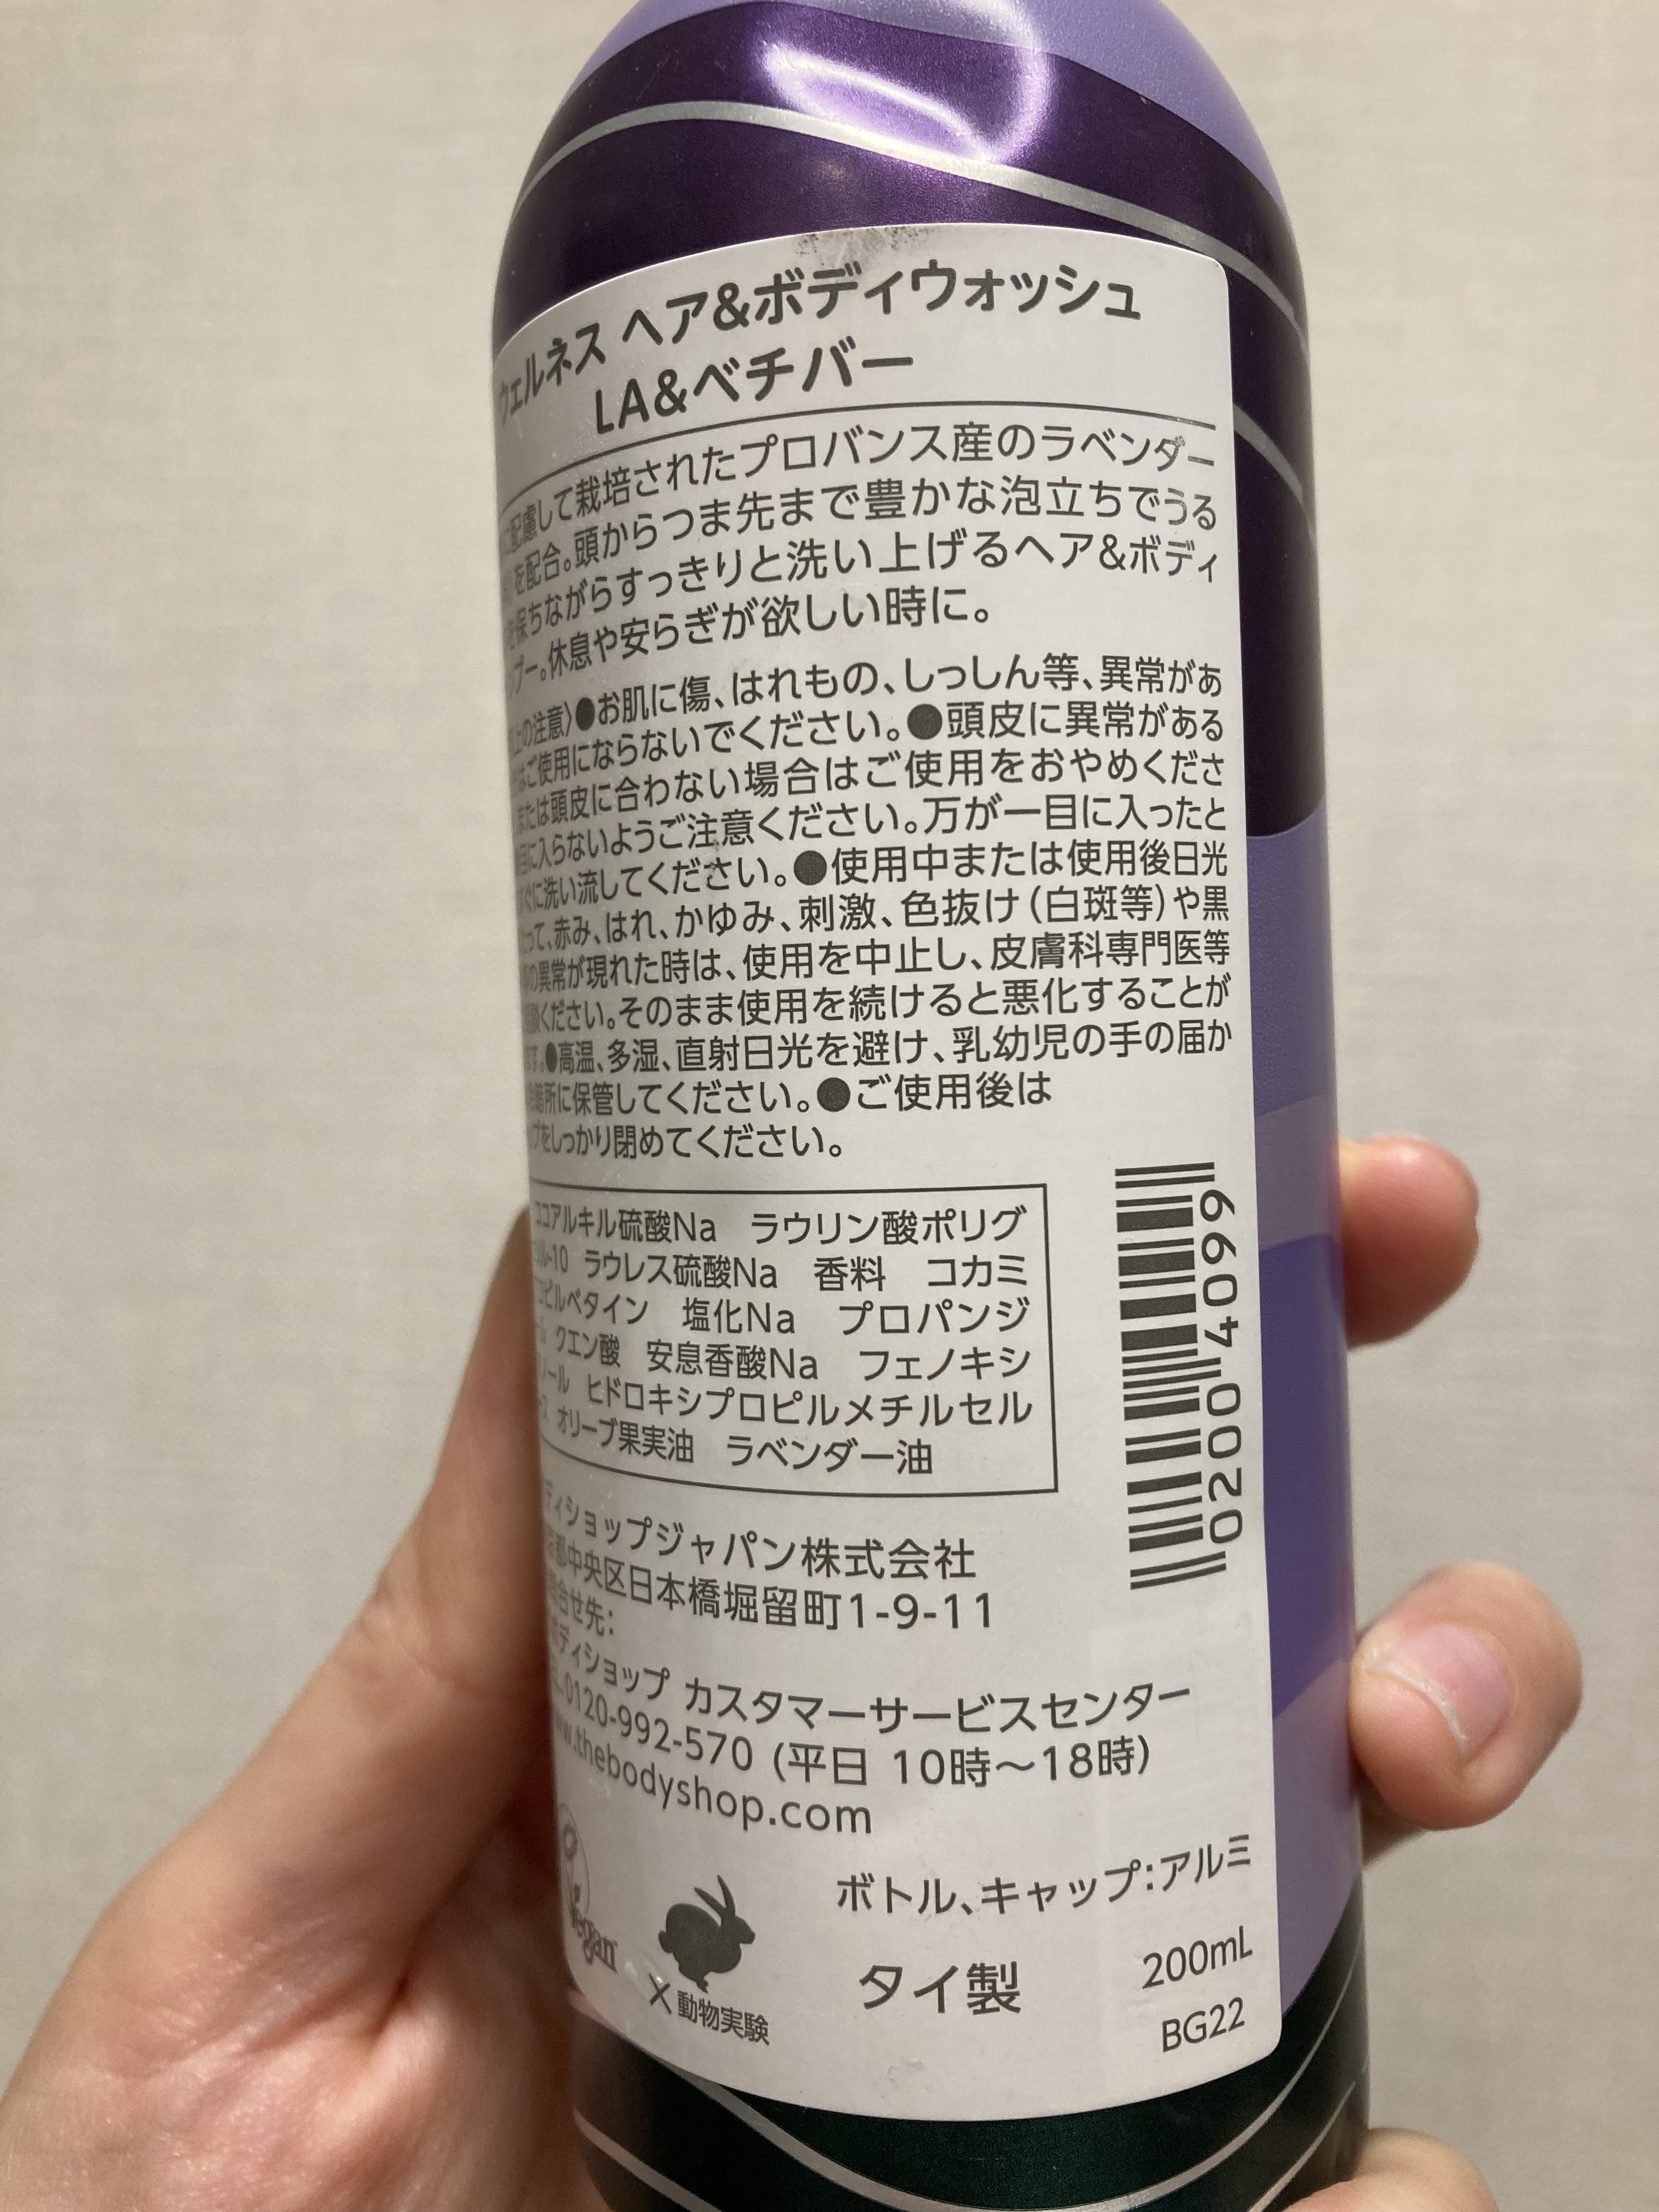 ウェルネス ヘア&ボディウォッシュ
LA&ベチバー
に配慮して栽培されたプロバンス産のラベンダー
を配合。頭からつま先まで豊かな泡立ちでうる
を保ちながらすっきりと洗い上げるヘア&ボディ
プー。休息や安らぎが欲しい時に。
上の注意〉●お肌に傷、はれもの、しっしん等、異常があ
はご使用にならないでください。●頭皮に異常がある
または頭皮に合わない場合はご使用をおやめくださ
目に入らないようご注意ください。万が一目に入ったと
すぐに洗い流してください。●使用中または使用後日光
って、赤み、はれ、かゆみ、刺激、色抜け(白斑等)や黒
の異常が現れた時は、使用を中止し、皮膚科専門医等
ください。そのまま使用を続けると悪化することが
す。●高温、多湿、直射日光を避け、乳幼児の手の届か
所に保管してください。●ご使用後は
プをしっかり閉めてください。
ココアルキル硫酸Na ラウリン酸ポリグ
ル-10 ラウレス硫酸Na 香料 コカミ
ロピルベタイン 塩化Na プロパンジ
クエン酸 安息香酸Na フェノキシ
ノール ヒドロキシプロピルメチルセル
ース オリーブ果実油 ラベンダー油
0200409 9
ディショップジャパン株式会社
京都中央区日本橋堀留町1-9-11
合せ先:
ボディショップ カスタマーサービスセンター
TEL.0120-992-570 (平日 10時～18時)
www.thebodyshop.com
ボトル、キャップ:アルミ
Vegan
×動物実験
タイ製
200mL
BG22